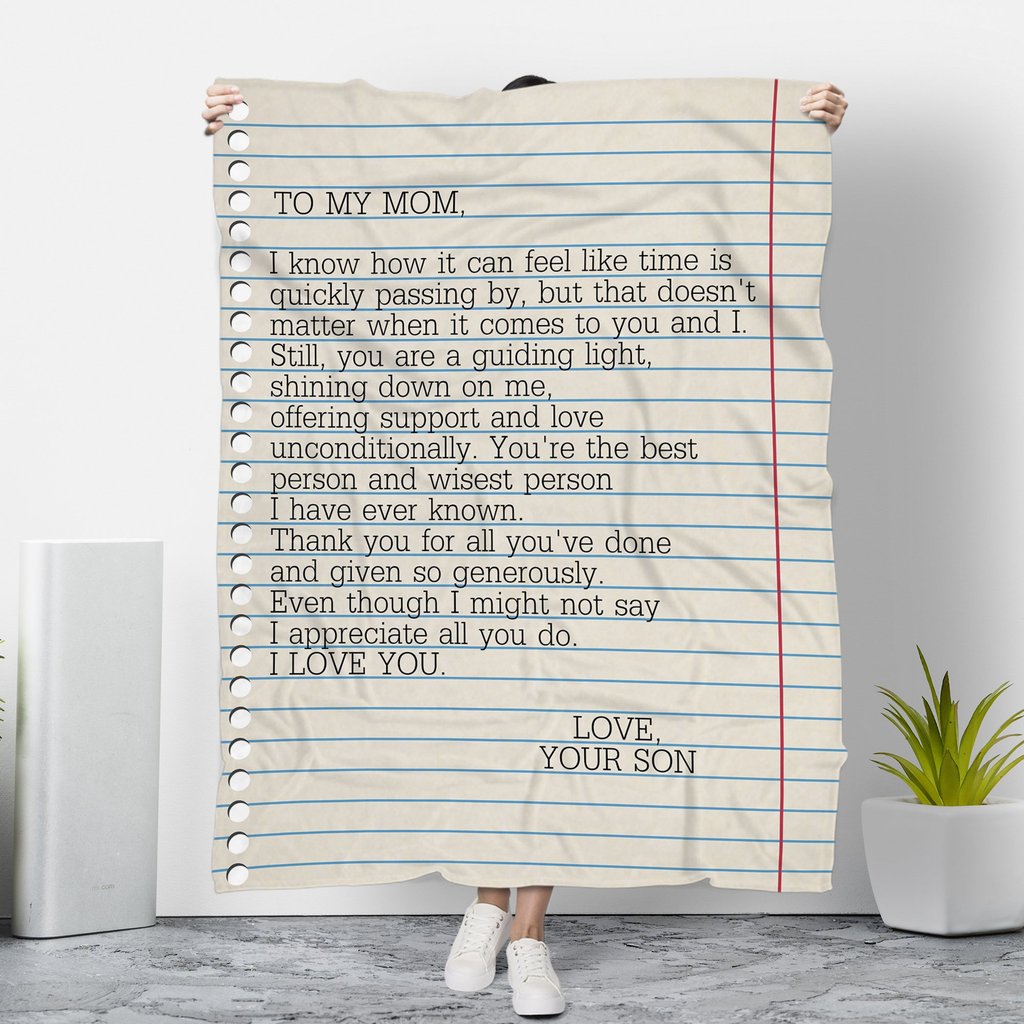 TO MY MOM,
I know how it can feel like time is
quickly passing by, but that doesn't
matter when it comes to you and I.
Still, you are a guiding light,
shining down on me,
offering support and love
unconditionally. You're the best
person and wisest person
I have ever known.
Thank you for all you've done
and given so generously.
Even though I might not say
I appreciate all you do.
I LOVE YOU.
LOVE,
YOUR SON